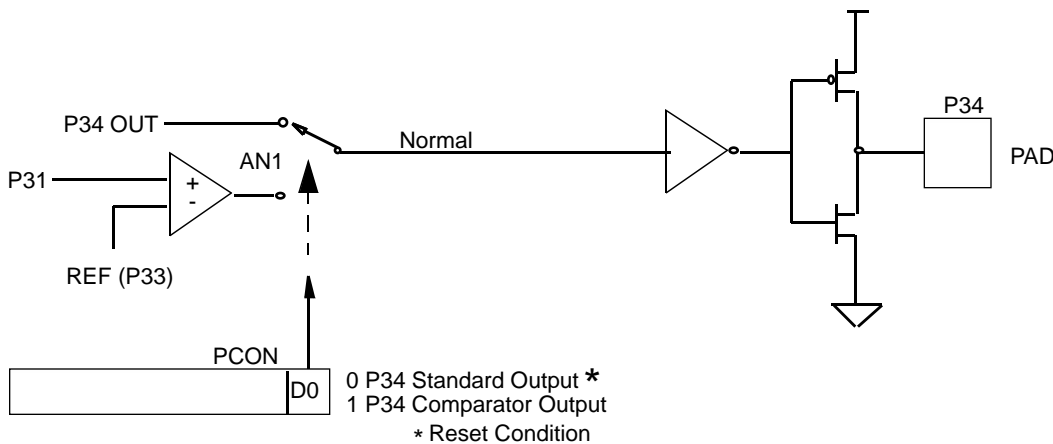 P34
P34 OUT
Normal
PAD
AN1
P31
+
-
REF (P33)
PCON
D0
0 P34 Standard Output *
1 P34 Comparator Output
* Reset Condition